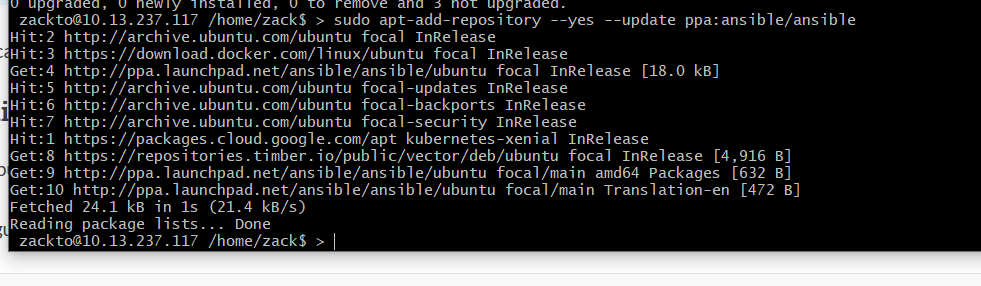 0 upgraded, 0 newly installed, 0 to remove and 3 not upgraded.
zackto@10.13.237.117 /home/zack$ > sudo apt-add-repository --yes --update ppa:ansible/ansible
Hit:2 http://archive.ubuntu.com/ubuntu focal InRelease
Hit:3 https://download.docker.com/linux/ubuntu focal InRelease
Get:4 http://ppa.launchpad.net/ansible/ansible/ubuntu focal InRelease [18.0 kB]
Hit:5 http://archive.ubuntu.com/ubuntu focal-updates InRelease
Hit:6 http://archive.ubuntu.com/ubuntu focal-backports InRelease
Hit:7 http://archive.ubuntu.com/ubuntu focal-security InRelease
Hit:1 https://packages.cloud.google.com/apt kubernetes-xenial InRelease
Get:8 https://repositories.timber.io/public/vector/deb/ubuntu focal InRelease [4,916 B]
Get:9 http://ppa.launchpad.net/ansible/ansible/ubuntu focal/main amd64 Packages [632 B]
Get:10 http://ppa.launchpad.net/ansible/ansible/ubuntu focal/main Translation-en [472 B]
Fetched 24.1 kB in 1s (21.4 kB/s)
Reading package lists... Done
zackto@10.13.237.117 /home/zack$ >